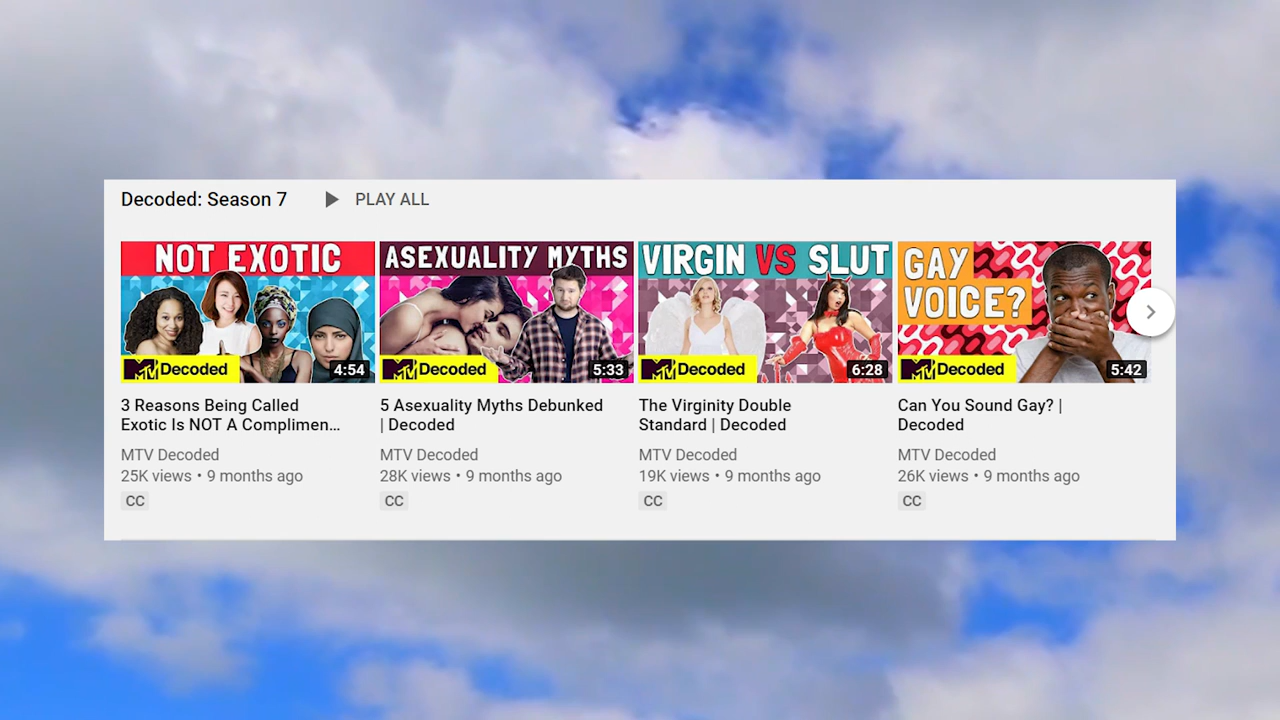 Decoded: Season 7 PLAY ALL
NOT EXOTIC
MTV Decoded
4:54
3 Reasons Being Called
Exotic Is NOT A Complimen…
MTV Decoded
25K views • 9 months ago
CC
ASEXUALITY MYTHS
MTV Decoded
5:33
5 Asexuality Myths Debunked
| Decoded
MTV Decoded
28K views • 9 months ago
CC
VIRGIN VS SLUT
MTV Decoded
6:28
The Virginity Double
Standard | Decoded
MTV Decoded
19K views • 9 months ago
CC
GAY
VOICE?
MTV Decoded
5:42
Can You Sound Gay? |
Decoded
MTV Decoded
26K views • 9 months ago
CC